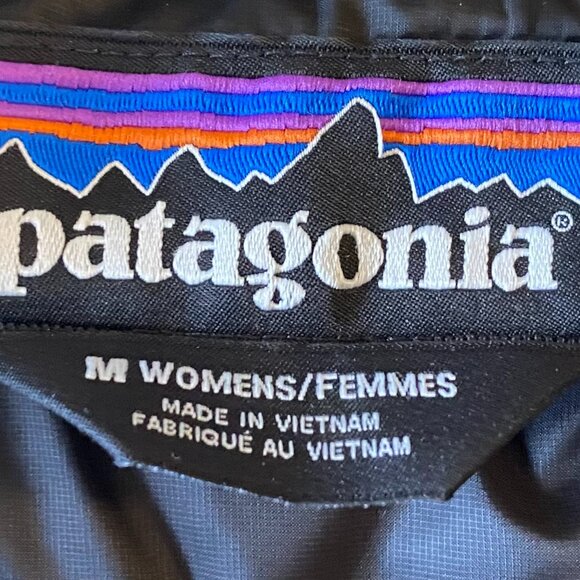 patagonia®
M WOMENS/FEMMES
MADE IN VIETNAM
FABRIQUÉ AU VIETNAM